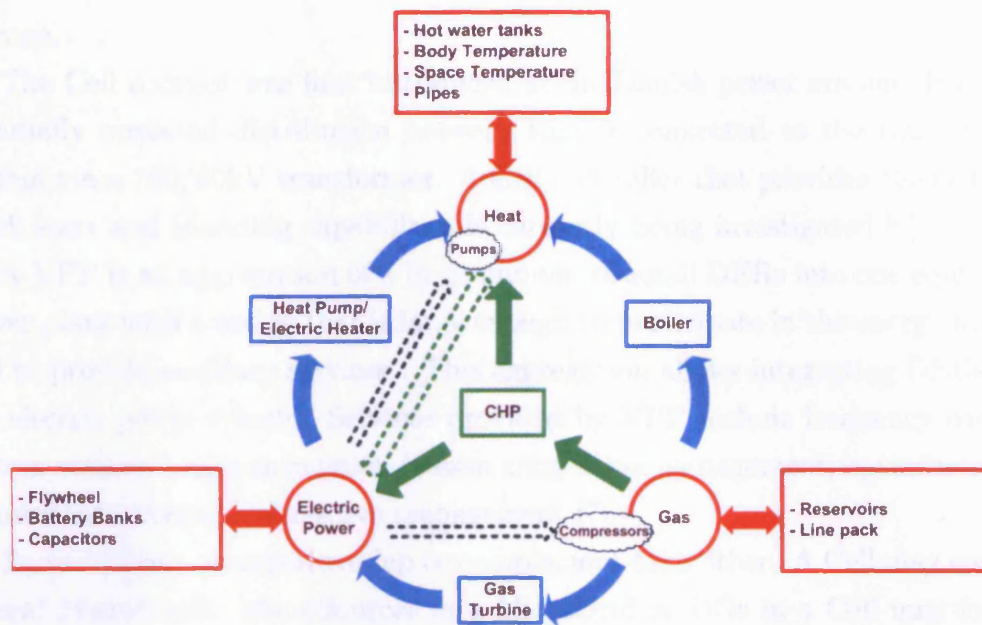 - Hot water tanks
- Body Temperature
- Space Temperature
- Pipes
Heat
Pumps
Heat Pump/
Electric Heater
Boiler
CHP
- Flywheel
- Battery Banks
- Capacitors
Electric
Power
Compressors
Gas
- Reservoirs
- Line pack
Gas
Turbine